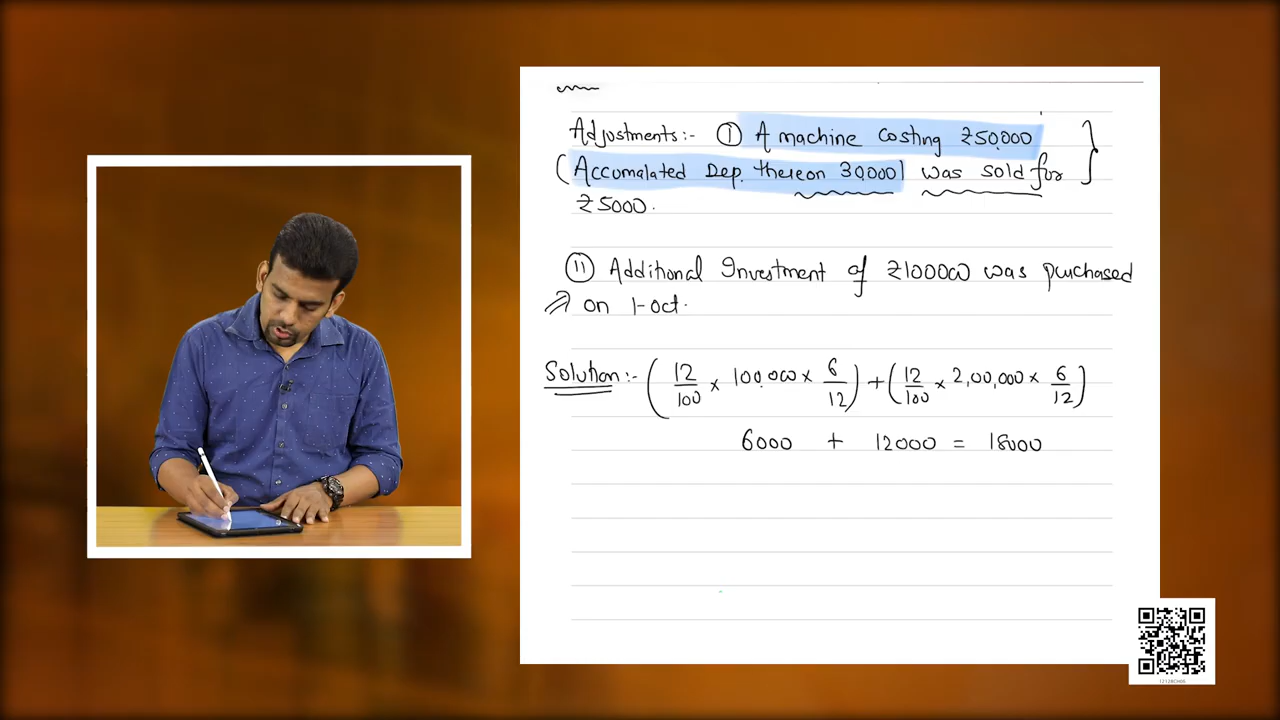 Adjustments:- (I) A machine costing ₹50,000
(Accumalated Dep. thereon 30,000) was sold for
₹5000.
(II) Additional Investment of ₹100000 was purchased
⇒ on 1-oct.
Solution:- (12/100 × 100,000 × 6/12) + (12/100 × 2,00,000 × 6/12)
6000 + 12000 = 18000
12128CH06